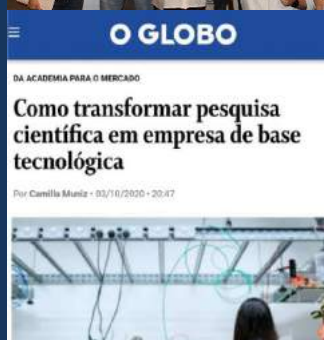 O GLOBO
DA ACADEMIA PARA O MERCADO
Como transformar pesquisa
científica em empresa de base
tecnológica
Por Camilla Muniz • 03/10/2020 • 20:47